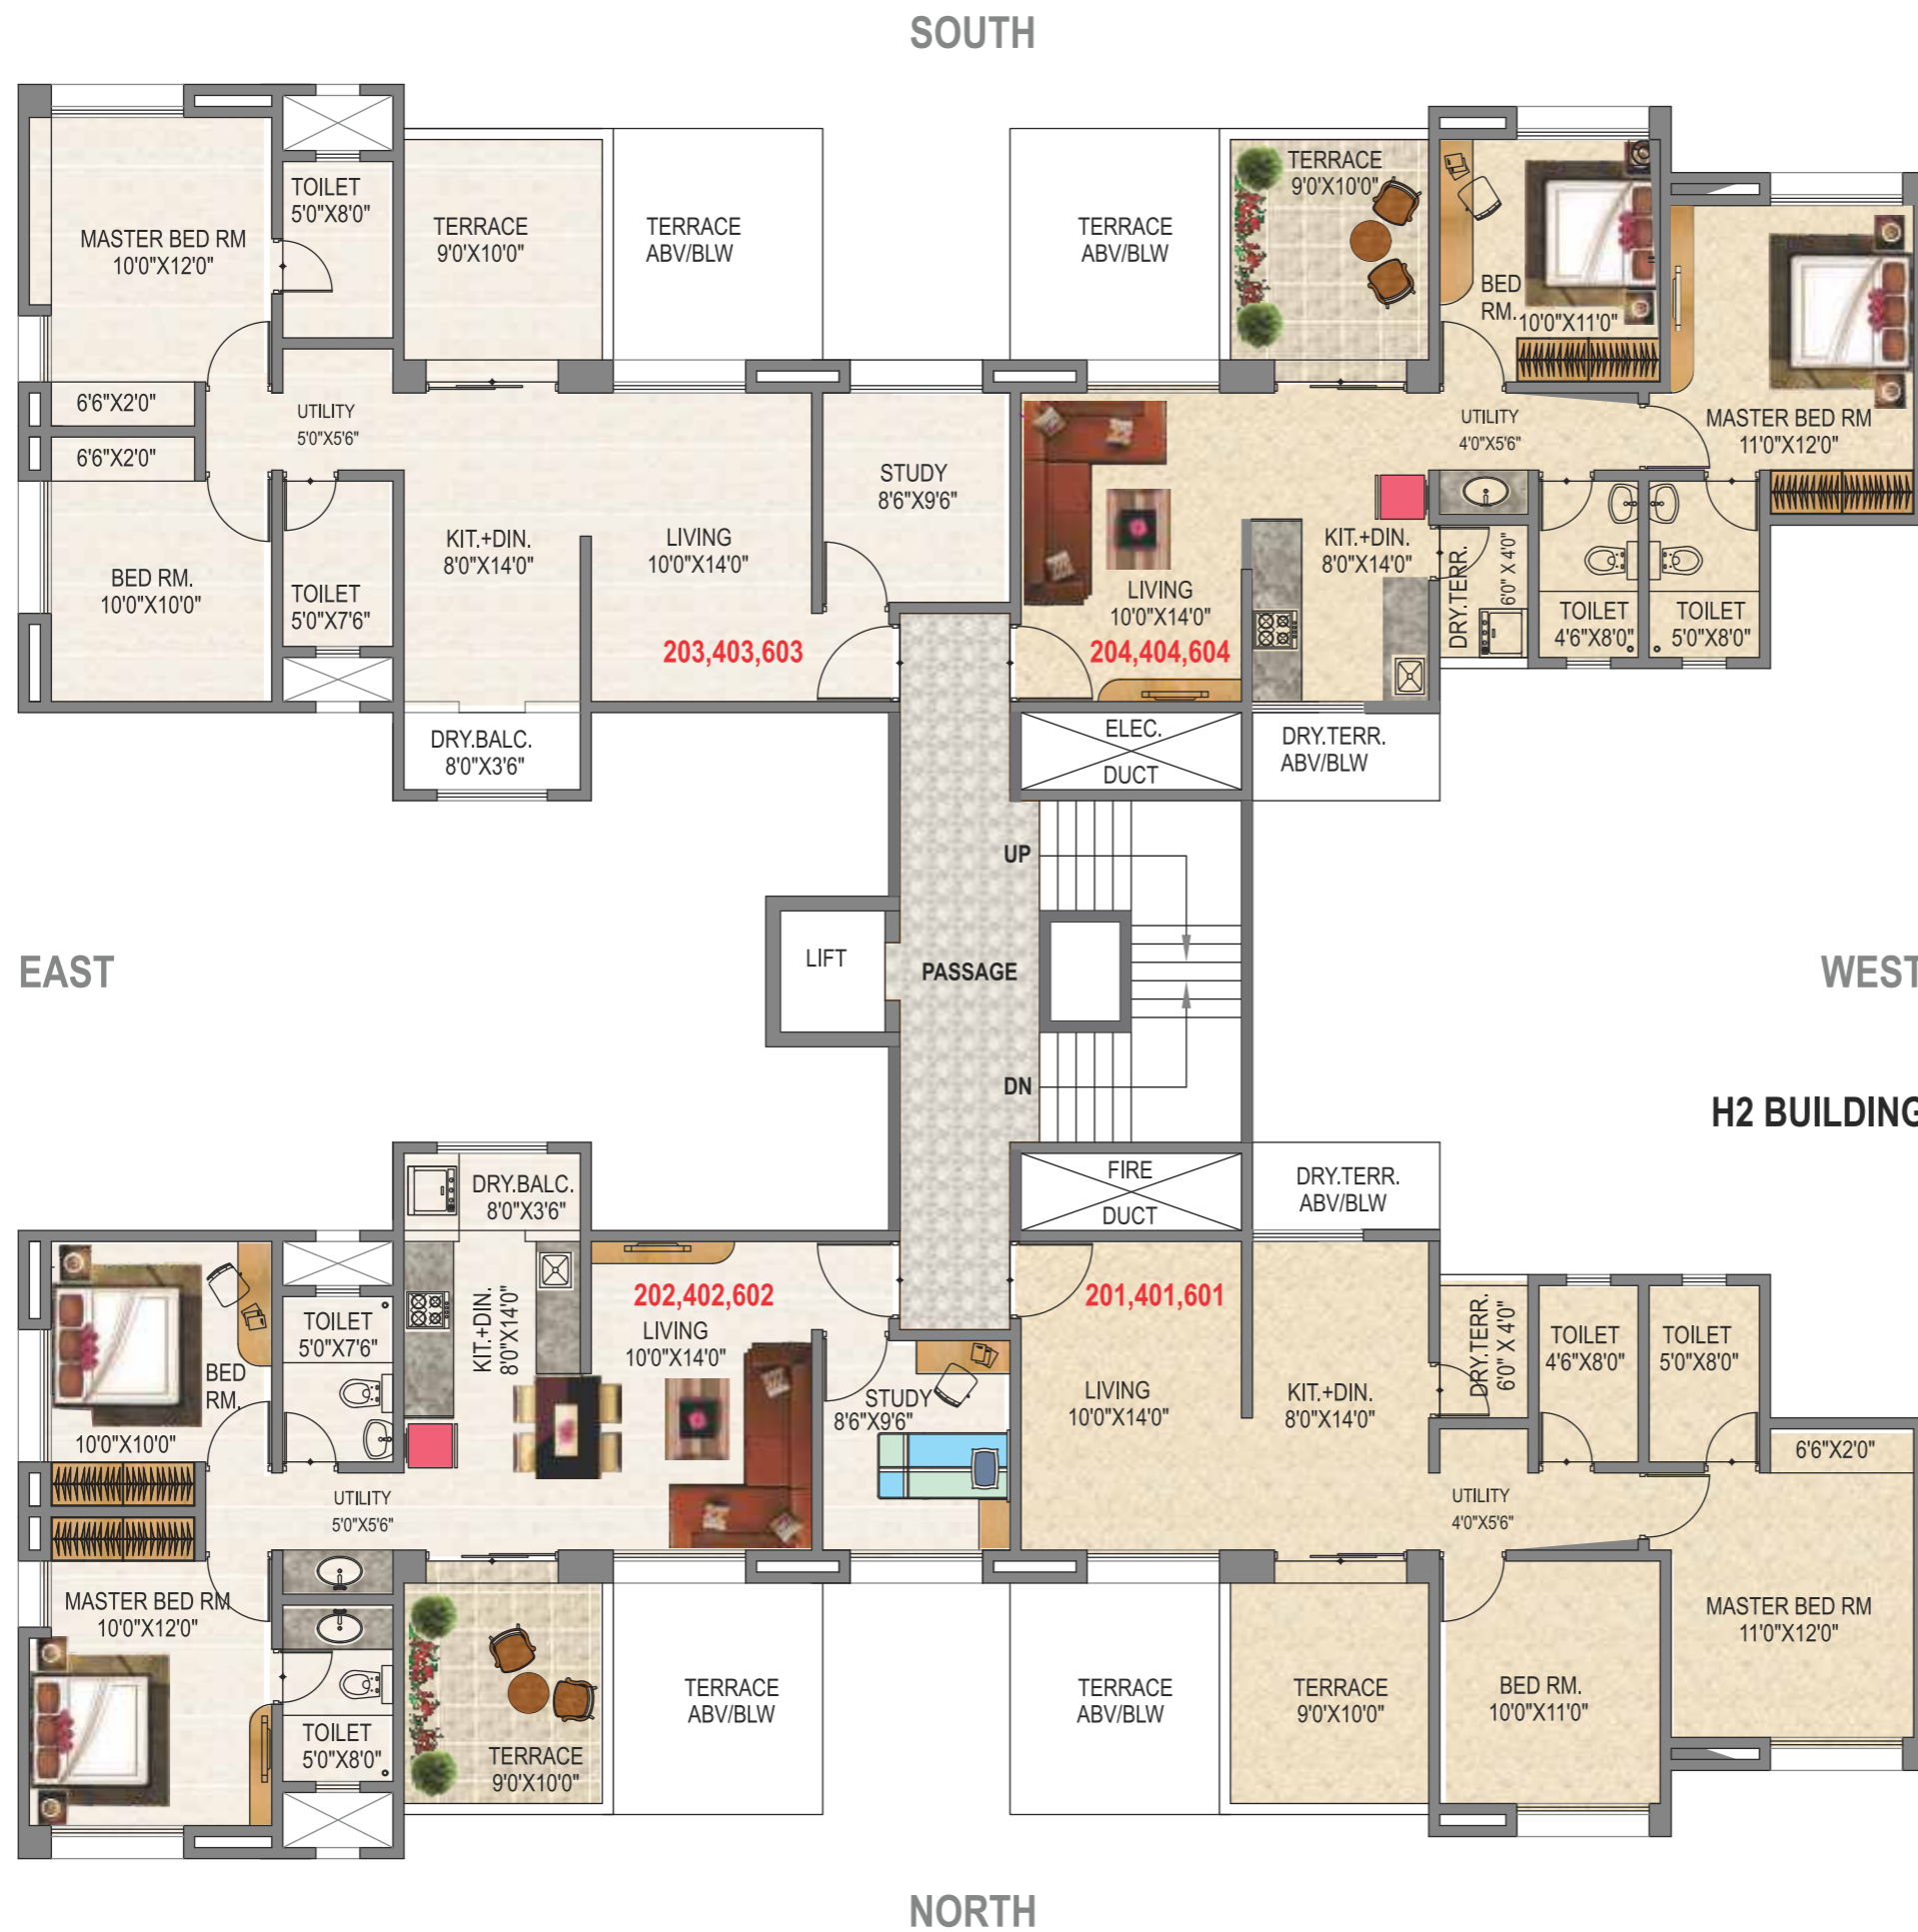 SOUTH
MASTER BED RM
10'0"X12'0"
TOILET
5'0"X8'0"
TERRACE
9'0'X10'0"
TERRACE
ABV/BLW
6'6"X2'0"
6'6"X2'0"
UTILITY
5'0"X5'6"
BED RM.
10'0"X10'0"
TOILET
5'0"X7'6"
KIT.+DIN.
8'0"X14'0"
LIVING
10'0"X14'0"
STUDY
8'6"X9'6"
203,403,603
DRY.BALC.
8'0"X3'6"
TERRACE
ABV/BLW
TERRACE
9'0'X10'0"
BED
RM.
10'0"X11'0"
MASTER BED RM
11'0"X12'0"
UTILITY
4'0"X5'6"
LIVING
10'0"X14'0"
204,404,604
KIT.+DIN.
8'0"X14'0"
DRY.TERR.
6'0" X 4'0"
TOILET
4'6"X8'0"
TOILET
5'0"X8'0"
ELEC.
DUCT
DRY.TERR.
ABV/BLW
UP
EAST
LIFT
PASSAGE
WEST
DN
H2 BUILDING
DRY.BALC.
8'0"X3'6"
FIRE
DUCT
DRY.TERR.
ABV/BLW
BED
RM.
10'0"X10'0"
TOILET
5'0"X7'6"
KIT.+DIN.
8'0"X14'0"
202,402,602
LIVING
10'0"X14'0"
STUDY
8'6"X9'6"
UTILITY
5'0"X5'6"
MASTER BED RM
10'0"X12'0"
TOILET
5'0"X8'0"
TERRACE
9'0'X10'0"
TERRACE
ABV/BLW
201,401,601
LIVING
10'0"X14'0"
KIT.+DIN.
8'0"X14'0"
DRY.TERR.
6'0" X 4'0"
TOILET
4'6"X8'0"
TOILET
5'0"X8'0"
6'6"X2'0"
UTILITY
4'0"X5'6"
MASTER BED RM
11'0"X12'0"
TERRACE
ABV/BLW
TERRACE
9'0'X10'0"
BED RM.
10'0"X11'0"
NORTH